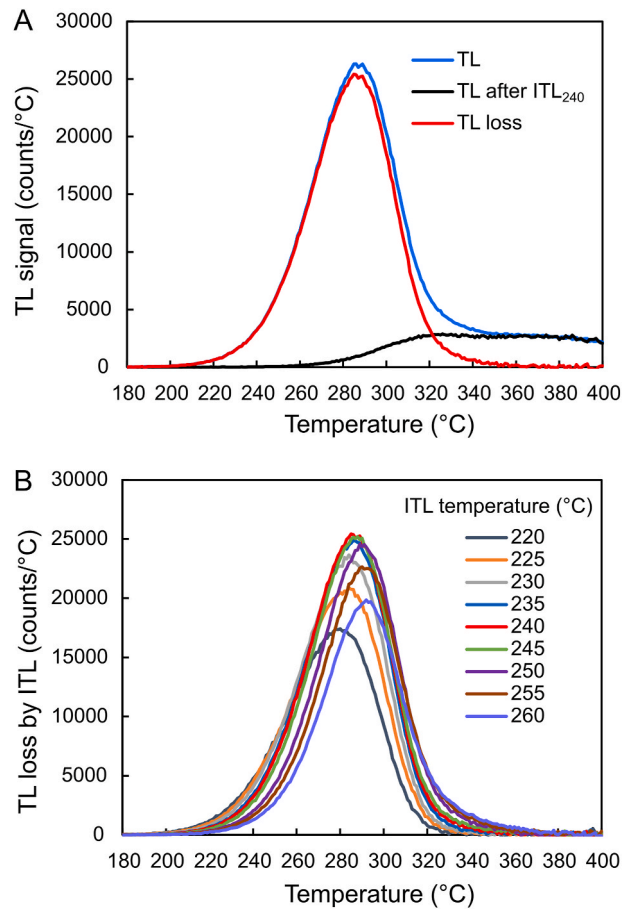 A
TL signal (counts/°C)
30000
25000
20000
15000
10000
5000
0
TL
TL after ITL240
TL loss
180 200 220 240 260 280 300 320 340 360 380 400
Temperature (°C)
B
TL loss by ITL (counts/°C)
30000
25000
20000
15000
10000
5000
0
ITL temperature (°C)
220
225
230
235
240
245
250
255
260
180 200 220 240 260 280 300 320 340 360 380 400
Temperature (°C)